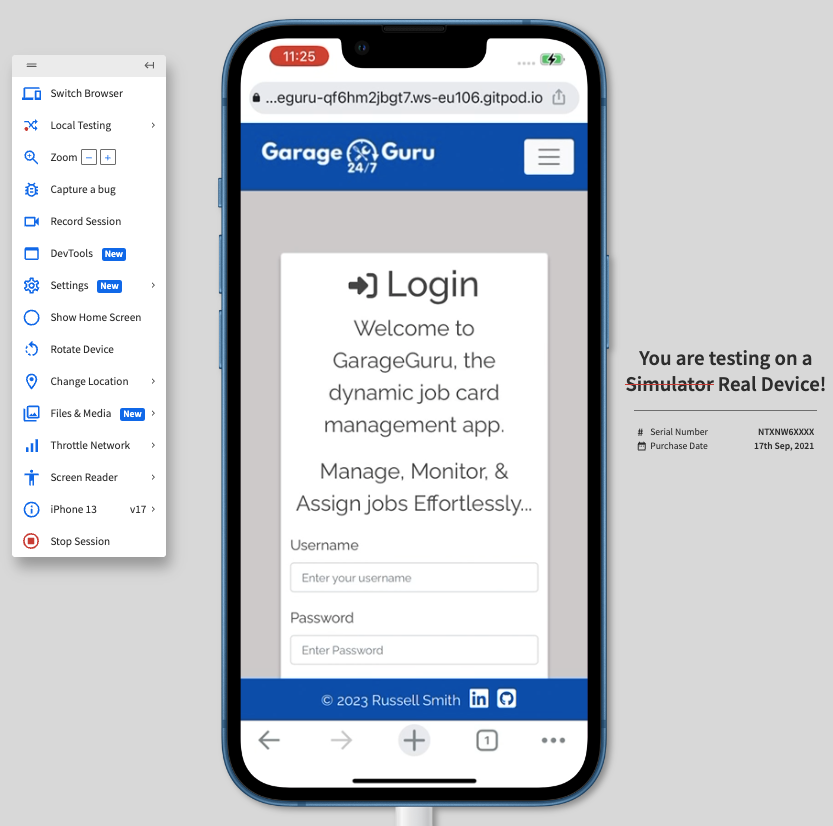 Switch Browser
Local Testing
Zoom
Capture a bug
Record Session
DevTools New
Settings New
Show Home Screen
Rotate Device
Change Location
Files & Media New
Throttle Network
Screen Reader
iPhone 13 v17
Stop Session
11:25
...eguru-qf6hm2jbgt7.ws-eu106.gitpod.io
Garage Guru
24/7
Login
Welcome to
GarageGuru, the
dynamic job card
management app.
Manage, Monitor, &
Assign jobs Effortlessly...
Username
Enter your username
Password
Enter Password
© 2023 Russell Smith in
1
You are testing on a
Simulator Real Device!
# Serial Number NTXNW6XXXX
Purchase Date 17th Sep, 2021